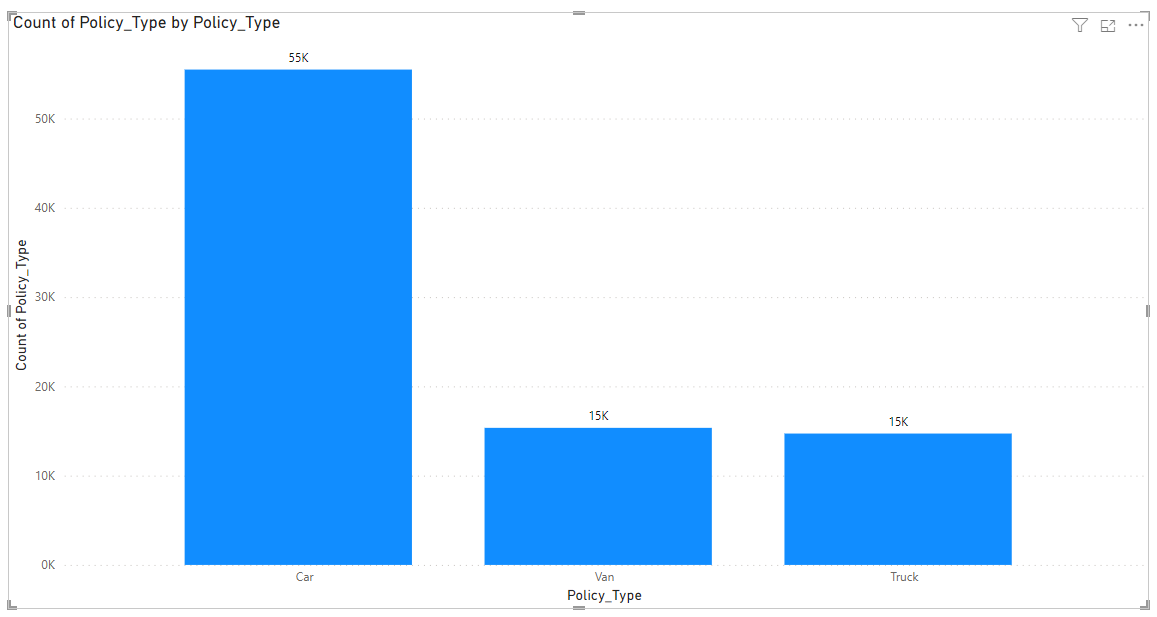 Count of Policy_Type by Policy_Type
55K
50K
40K
30K
20K
10K
0K
15K
15K
Count of Policy_Type
Car
Van
Truck
Policy_Type